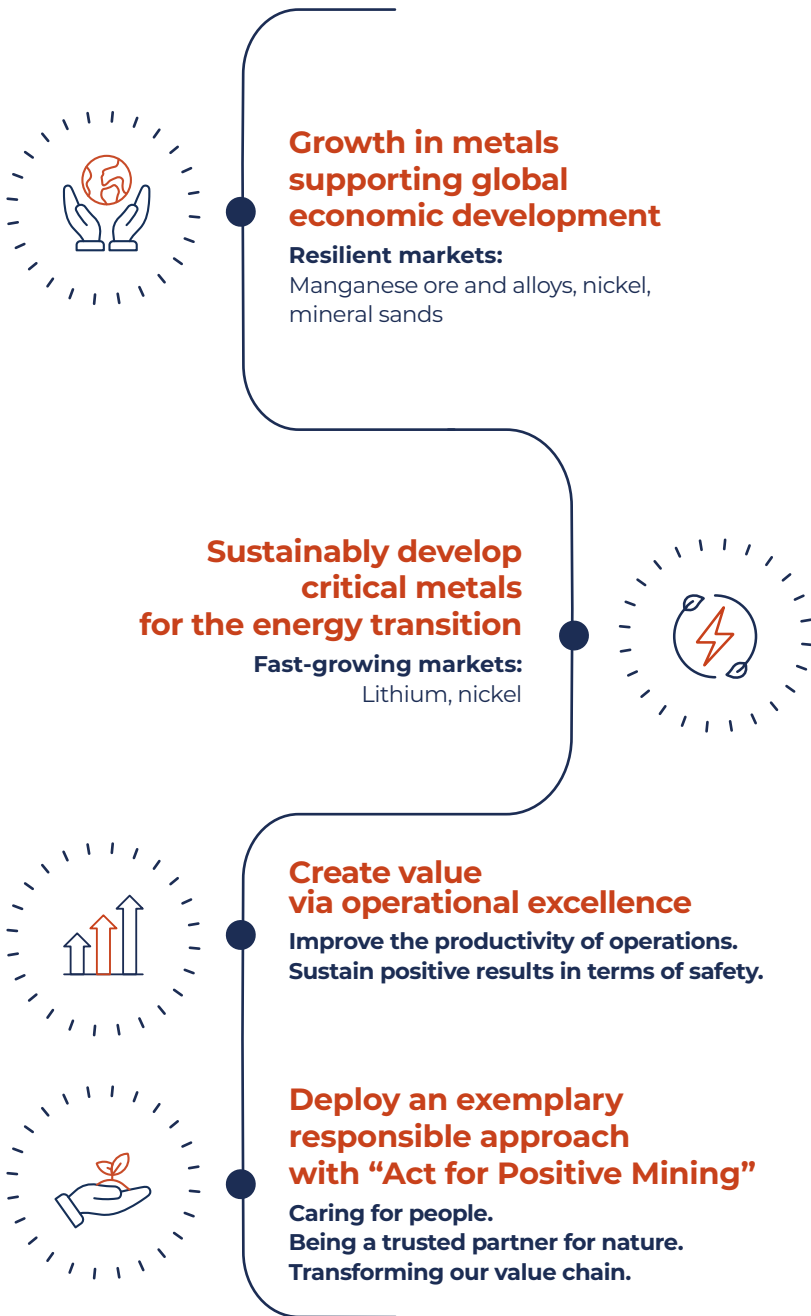 Growth in metals
supporting global
economic development
Resilient markets:
Manganese ore and alloys, nickel,
mineral sands
Sustainably develop
critical metals
for the energy transition
Fast-growing markets:
Lithium, nickel
Create value
via operational excellence
Improve the productivity of operations.
Sustain positive results in terms of safety.
Deploy an exemplary
responsible approach
with “Act for Positive Mining”
Caring for people.
Being a trusted partner for nature.
Transforming our value chain.